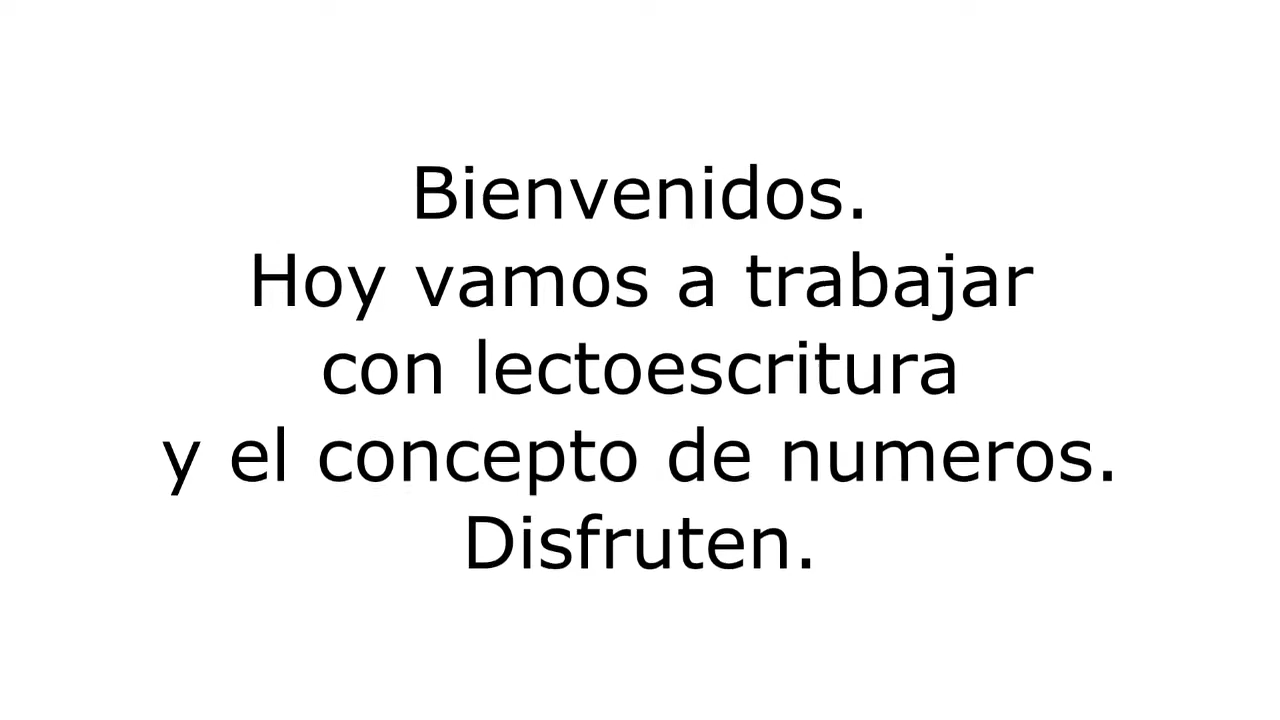 Bienvenidos.
Hoy vamos a trabajar
con lectoescritura
y el concepto de numeros.
Disfruten.